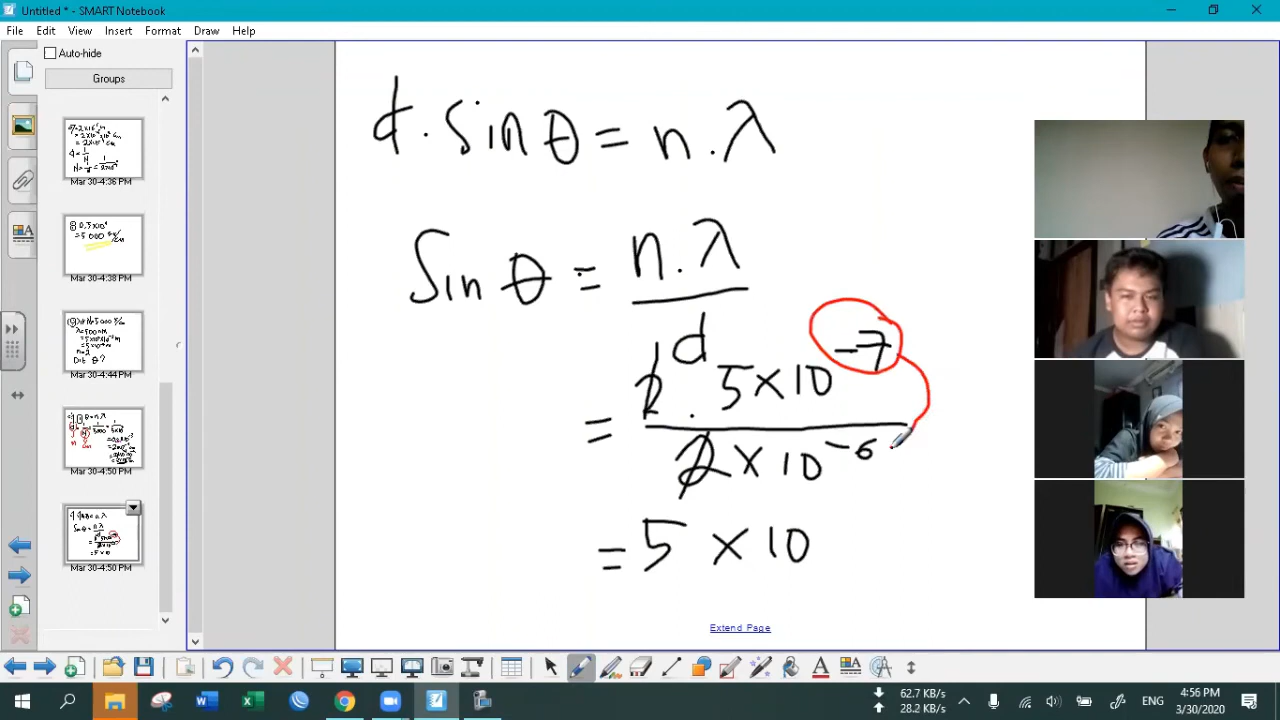 Untitled * - SMART Notebook
File Edit View Insert Format Draw Help
Auto-hide
Groups
Mar 30-4:36 PM
Mar 30-4:38 PM
Mar 30-4:44 PM
Mar 30-4:50 PM
Mar 30-4:50 PM
d. sin θ = n.λ
Sin θ = n.λ
d
= 2 . 5 x 10 -7
2 x 10 -6
= 5 x 10
Extend Page
62.7 KB/s
28.2 KB/s
ENG
4:56 PM
3/30/2020